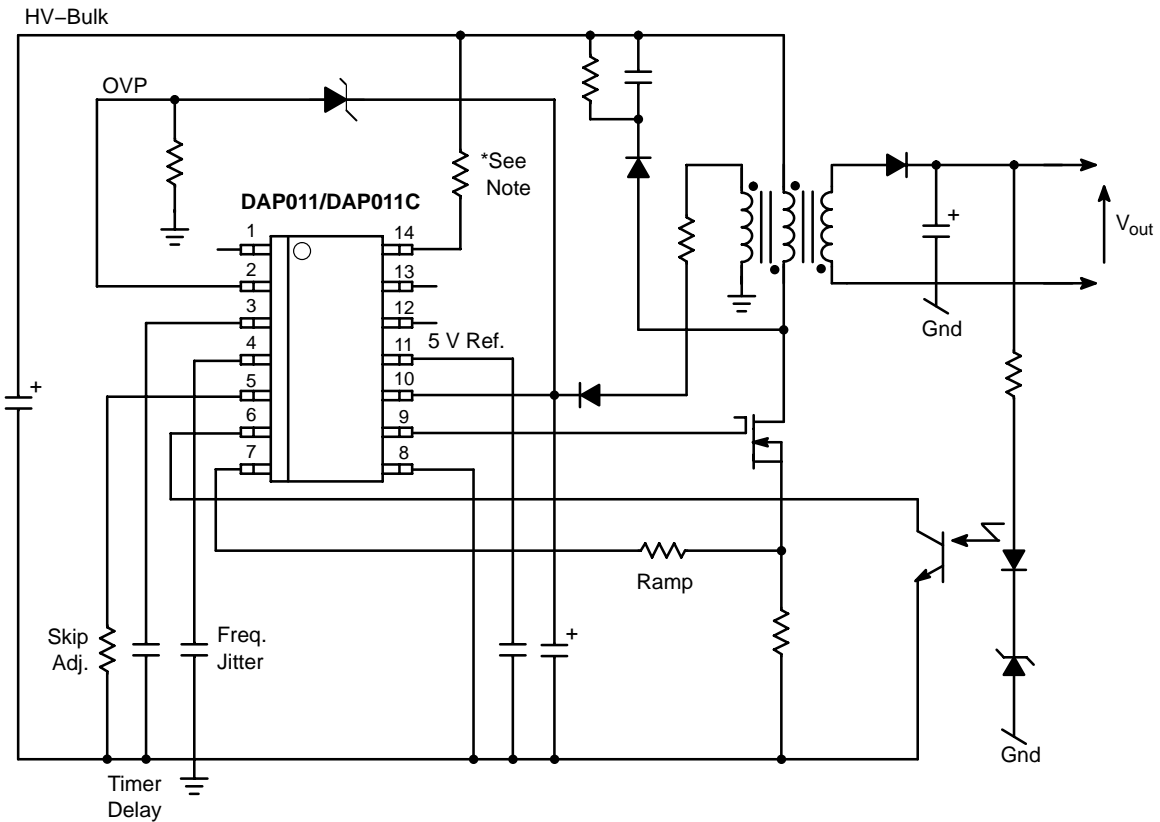 HV–Bulk
OVP
*See
Note
DAP011/DAP011C
1
14
2
13
3
12
4
11
5 V Ref.
5
10
6
9
7
8
+
+
V_out
Gnd
Ramp
Skip
Adj.
Freq.
Jitter
+
Gnd
Timer
Delay